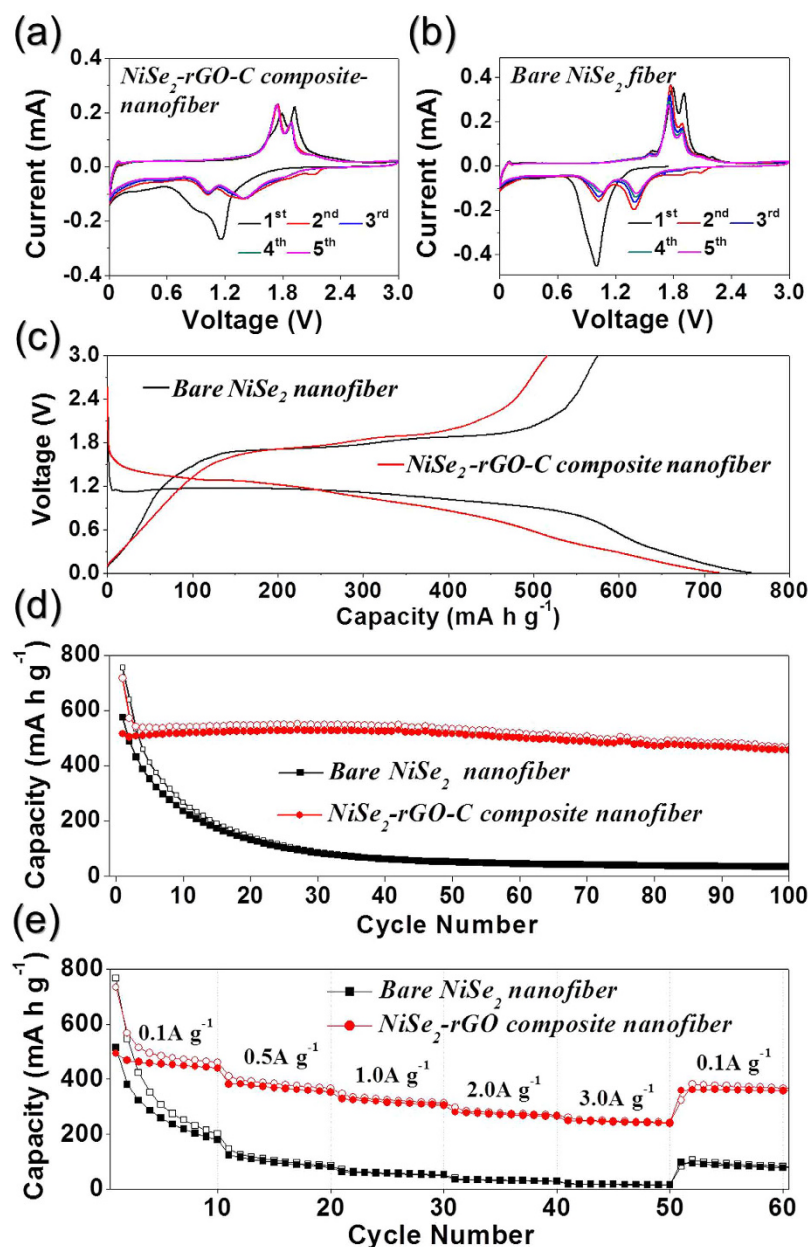 (a)
NiSe2-rGO-C composite-
nanofiber
Current (mA)
0.4
0.2
0.0
-0.2
-0.4
1st 2nd 3rd
4th 5th
0 0.6 1.2 1.8 2.4 3.0
Voltage (V)
(b)
Bare NiSe2 fiber
Current (mA)
0.4
0.2
0.0
-0.2
-0.4
1st 2nd 3rd
4th 5th
0 0.6 1.2 1.8 2.4 3.0
Voltage (V)
(c)
Voltage (V)
3.0
2.4
1.8
1.2
0.6
0.0
Bare NiSe2 nanofiber
NiSe2-rGO-C composite nanofiber
0 100 200 300 400 500 600 700 800
Capacity (mA h g-1)
(d)
Capacity (mA h g-1)
800
600
400
200
0
Bare NiSe2 nanofiber
NiSe2-rGO-C composite nanofiber
0 10 20 30 40 50 60 70 80 90 100
Cycle Number
(e)
Capacity (mA h g-1)
800
600
400
200
0
Bare NiSe2 nanofiber
NiSe2-rGO composite nanofiber
0.1A g-1
0.5A g-1
1.0A g-1
2.0A g-1
3.0A g-1
0.1A g-1
10 20 30 40 50 60
Cycle Number